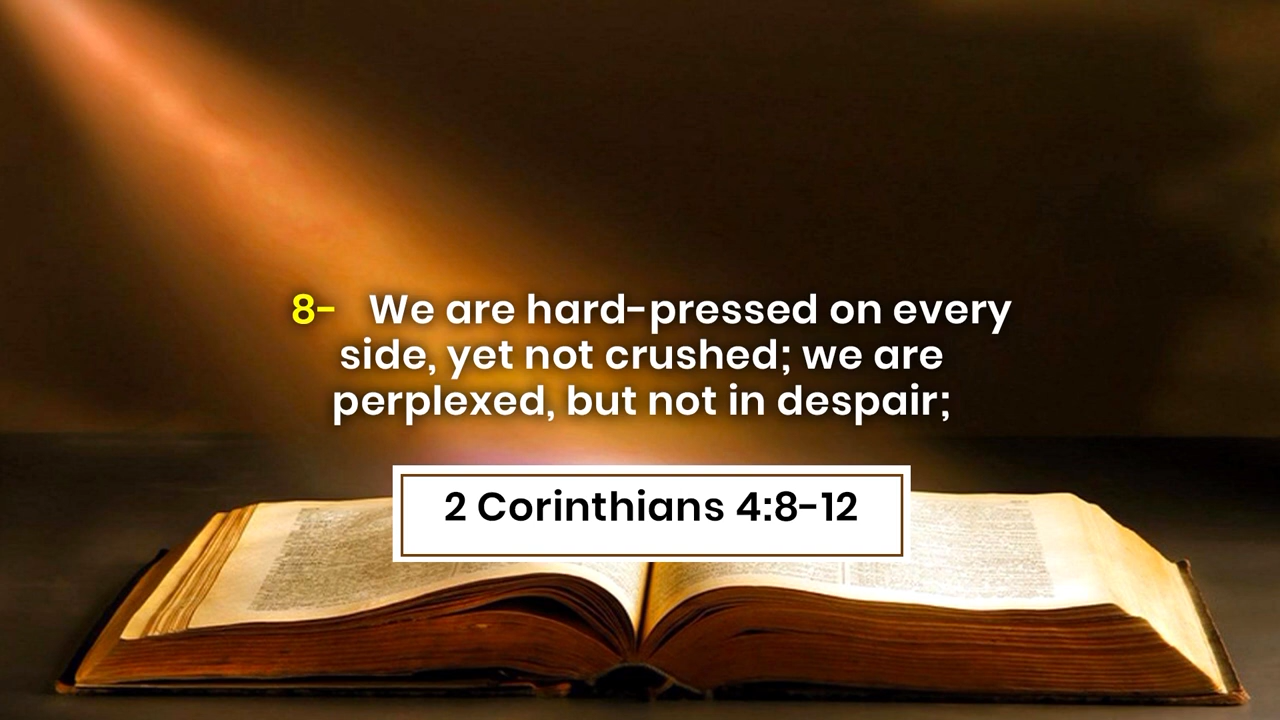 8- We are hard-pressed on every
side, yet not crushed; we are
perplexed, but not in despair;
2 Corinthians 4:8-12